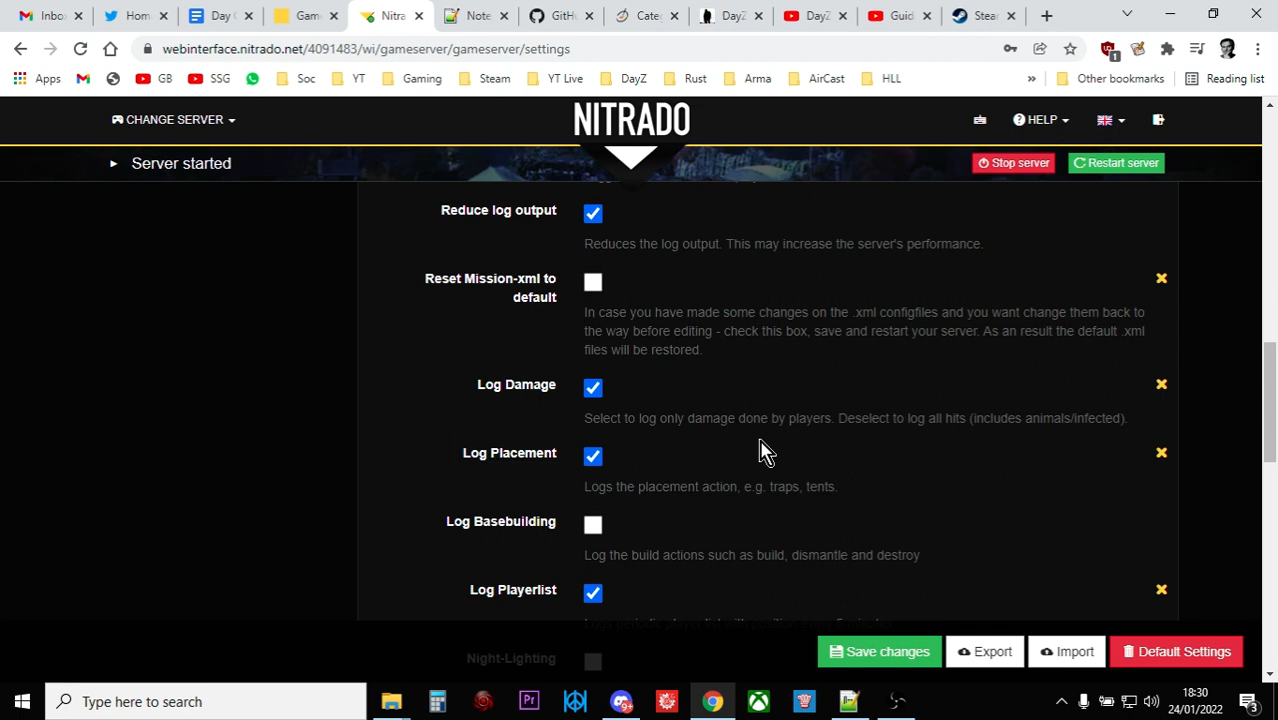 Inbo
Hom
Day
Game
Nitra
Note
GitH
Cate
DayZ
DayZ
Guid
Stear
webinterface.nitrado.net/4091483/wi/gameserver/gameserver/settings
1
Apps
GB
SSG
Soc
YT
Gaming
Steam
YT Live
DayZ
Rust
Arma
AirCast
HLL
»
Other bookmarks
Reading list
CHANGE SERVER
NITRADO
HELP
Server started
Stop server
Restart server
Reduce log output
Reduces the log output. This may increase the server's performance.
Reset Mission-xml to
default
In case you have made some changes on the .xml configfiles and you want change them back to
the way before editing - check this box, save and restart your server. As an result the default .xml
files will be restored.
Log Damage
Select to log only damage done by players. Deselect to log all hits (includes animals/infected).
Log Placement
Logs the placement action, e.g. traps, tents.
Log Basebuilding
Log the build actions such as build, dismantle and destroy
Log Playerlist
Night-Lighting
Save changes
Export
Import
Default Settings
Type here to search
Pr
9+
18:30
24/01/2022
3